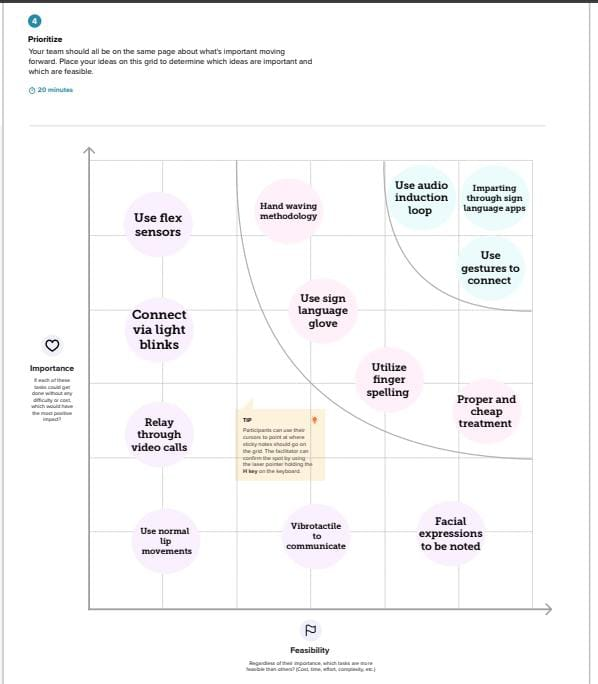 4
Prioritize
Your team should all be on the same page about what's important moving
forward. Place your ideas on this grid to determine which ideas are important and
which are feasible.
20 minutes
Use flex
sensors
Hand waving
methodology
Use audio
induction
loop
Imparting
through sign
language apps
Use
gestures to
connect
Connect
via light
blinks
Use sign
language
glove
Utilize
finger
spelling
Proper and
cheap
treatment
Importance
If each of these
tasks could get
done without any
difficulty or cost,
which would have
the most positive
impact?
Relay
through
video calls
TIP
Participants can use their
cursors to point at where
sticky notes should go on
the grid. The facilitator can
confirm the spot by using
the laser pointer holding the
H key on the keyboard.
Use normal
lip
movements
Vibrotactile
to
communicate
Facial
expressions
to be noted
Feasibility
Regardless of their importance, which tasks are more
feasible than others? (Cost, time, effort, complexity, etc.)